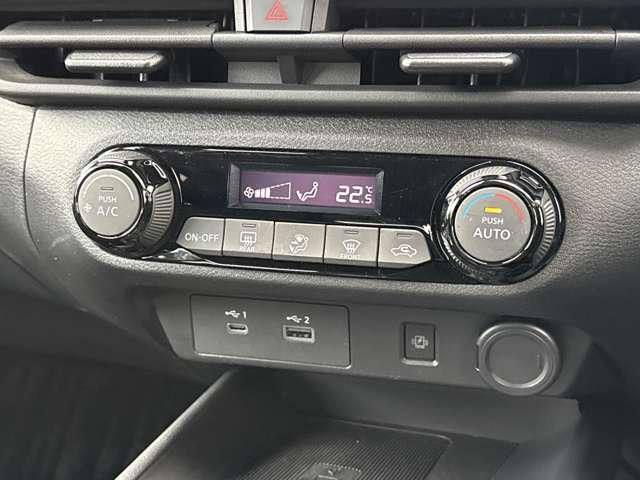 PUSH
A/C
22.5
°C
PUSH
AUTO
ON·OFF
REAR
FRONT
1
2